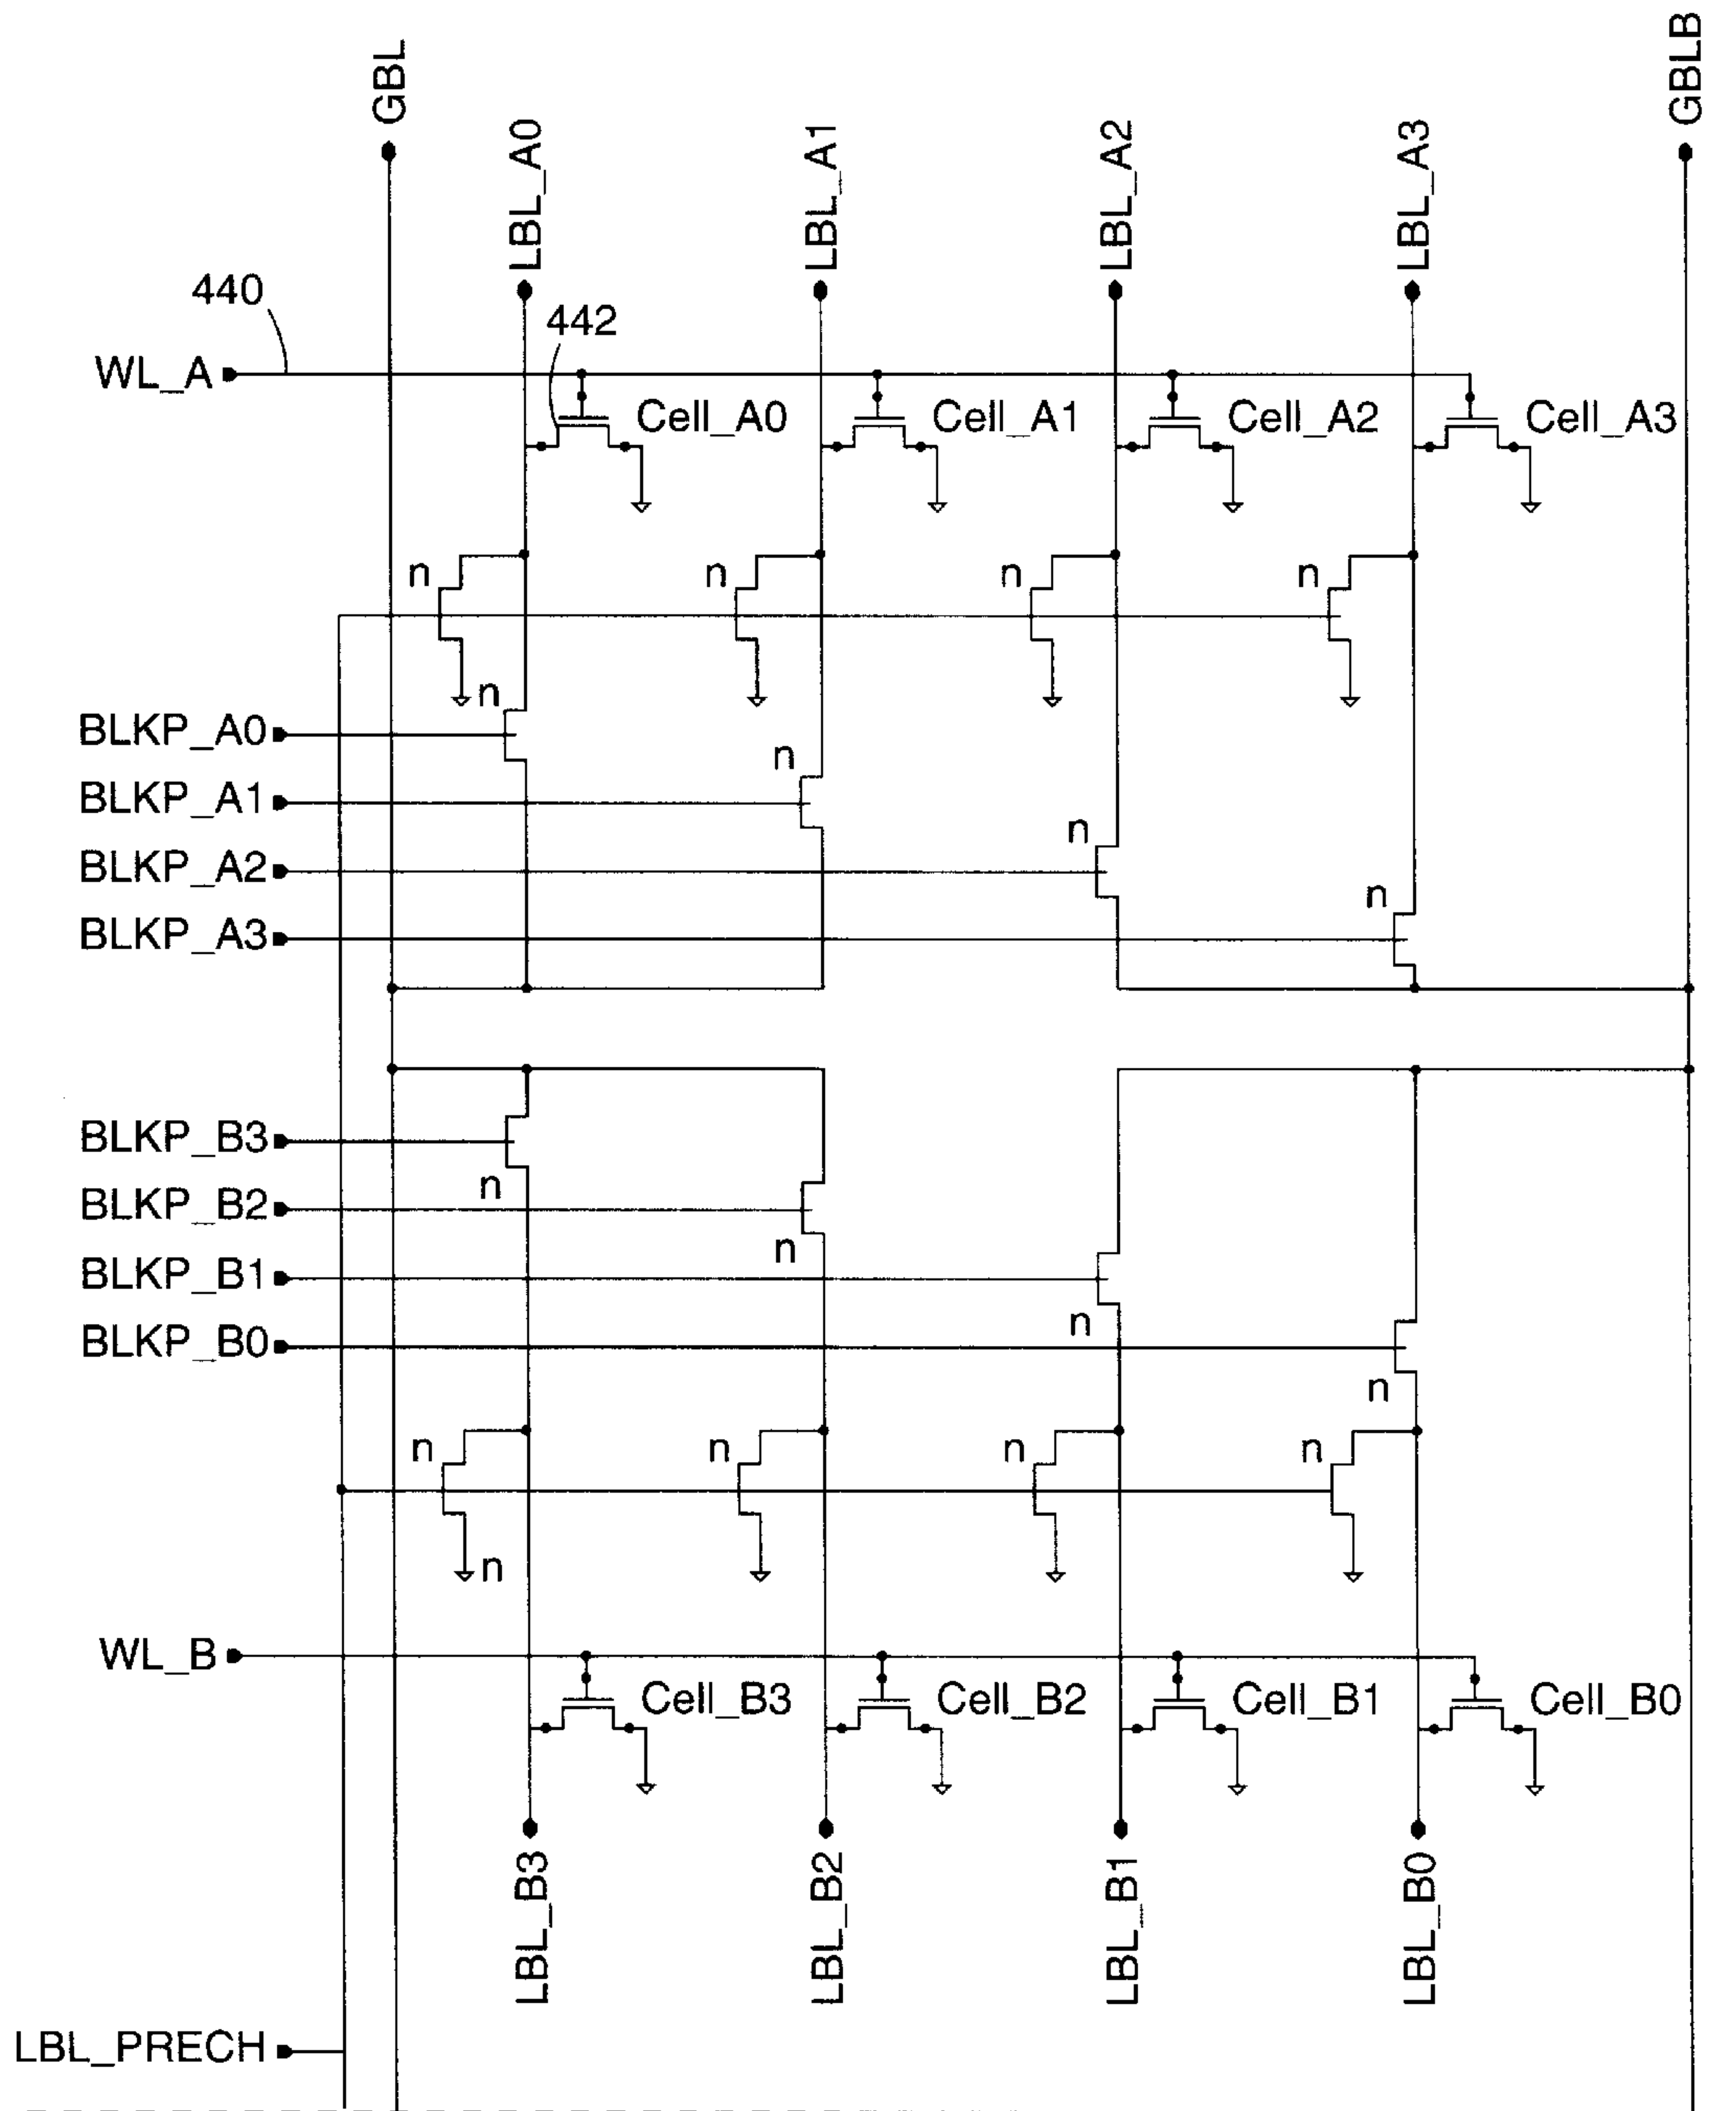 GBL
GBLB
LBL_A0
LBL_A1
LBL_A2
LBL_A3
440
442
WL_A
Cell_A0
Cell_A1
Cell_A2
Cell_A3
n
n
n
n
n
BLKP_A0
n
BLKP_A1
n
BLKP_A2
n
BLKP_A3
BLKP_B3
n
BLKP_B2
n
BLKP_B1
n
BLKP_B0
n
n
n
n
n
n
WL_B
Cell_B3
Cell_B2
Cell_B1
Cell_B0
LBL_B3
LBL_B2
LBL_B1
LBL_B0
LBL_PRECH